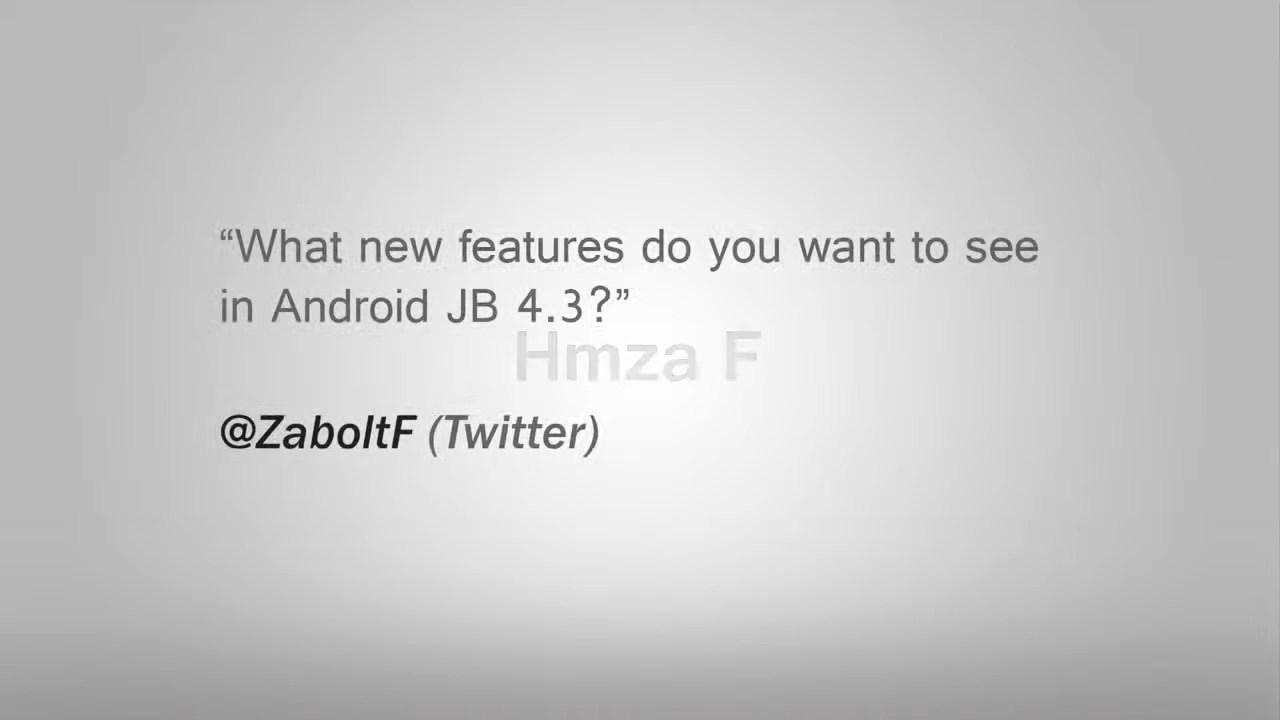 “What new features do you want to see
in Android JB 4.3?”
Hmza F
@ZaboltF (Twitter)